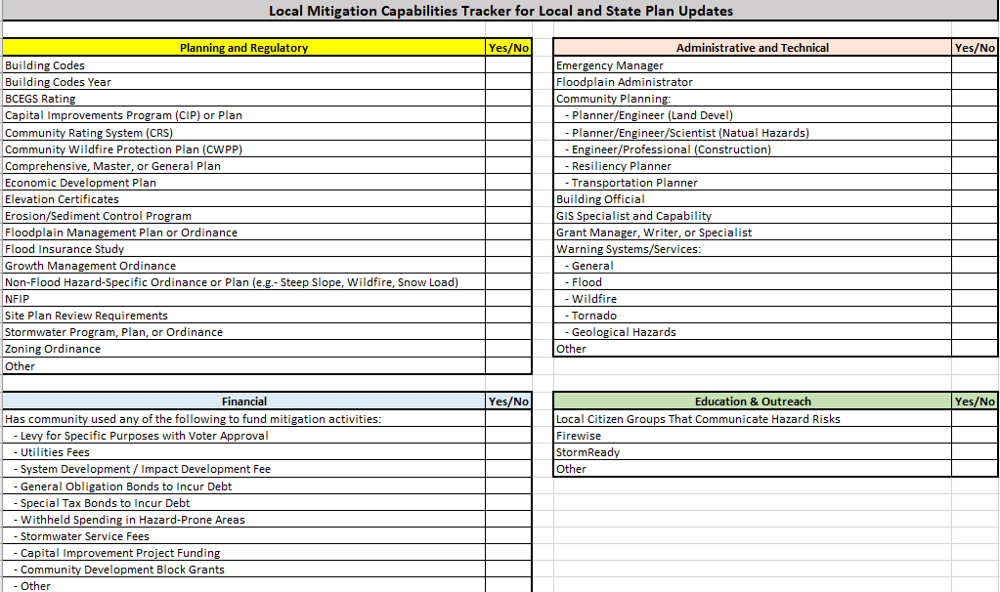 Local Mitigation Capabilities Tracker for Local and State Plan Updates
Planning and Regulatory Yes/No
Building Codes
Building Codes Year
BCEGS Rating
Capital Improvements Program (CIP) or Plan
Community Rating System (CRS)
Community Wildfire Protection Plan (CWPP)
Comprehensive, Master, or General Plan
Economic Development Plan
Elevation Certificates
Erosion/Sediment Control Program
Floodplain Management Plan or Ordinance
Flood Insurance Study
Growth Management Ordinance
Non-Flood Hazard-Specific Ordinance or Plan (e.g.- Steep Slope, Wildfire, Snow Load)
NFIP
Site Plan Review Requirements
Stormwater Program, Plan, or Ordinance
Zoning Ordinance
Other
Administrative and Technical Yes/No
Emergency Manager
Floodplain Administrator
Community Planning:
- Planner/Engineer (Land Devel)
- Planner/Engineer/Scientist (Natual Hazards)
- Engineer/Professional (Construction)
- Resiliency Planner
- Transportation Planner
Building Official
GIS Specialist and Capability
Grant Manager, Writer, or Specialist
Warning Systems/Services:
- General
- Flood
- Wildfire
- Tornado
- Geological Hazards
Other
Financial Yes/No
Has community used any of the following to fund mitigation activities:
- Levy for Specific Purposes with Voter Approval
- Utilities Fees
- System Development / Impact Development Fee
- General Obligation Bonds to Incur Debt
- Special Tax Bonds to Incur Debt
- Withheld Spending in Hazard-Prone Areas
- Stormwater Service Fees
- Capital Improvement Project Funding
- Community Development Block Grants
- Other
Education & Outreach Yes/No
Local Citizen Groups That Communicate Hazard Risks
Firewise
StormReady
Other